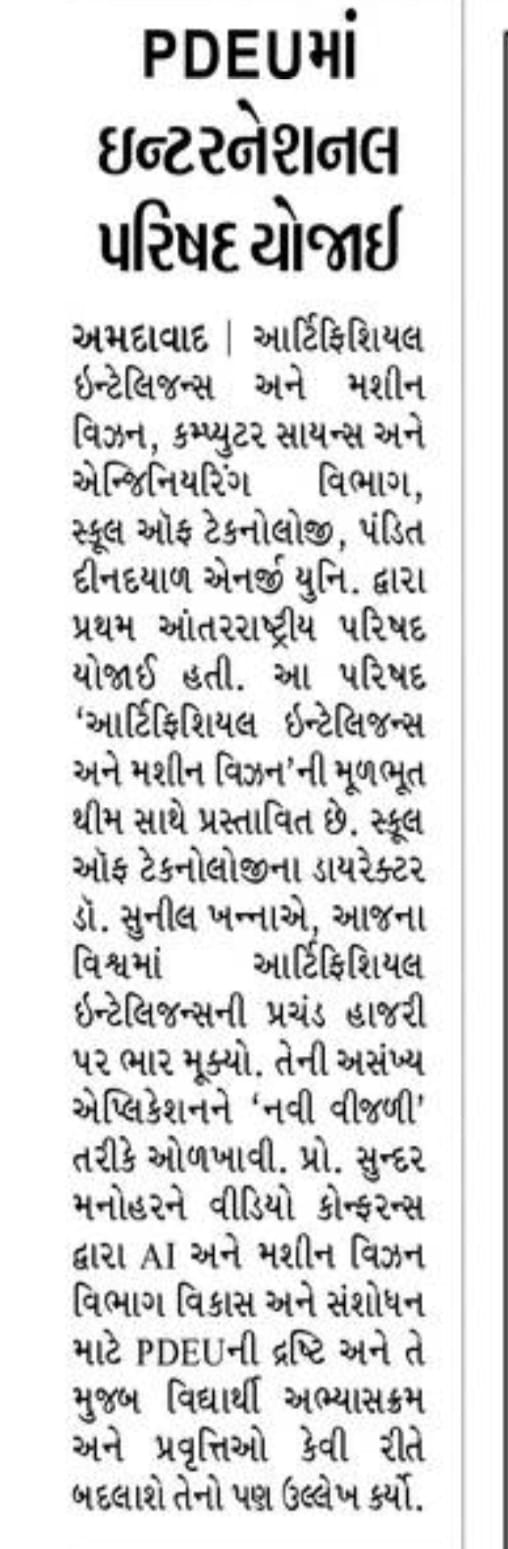 PDEUમાં
ઇન્ટરનેશનલ
પરિષદ યોજાઈ
અમદાવાદ | આર્ટિફિશિયલ
ઇન્ટેલિજન્સ અને મશીન
વિઝન, કમ્પ્યુટર સાયન્સ અને
એન્જિનિયરિંગ વિભાગ,
સ્કૂલ ઑફ ટેકનોલોજી, પંડિત
દીનદયાળ એનર્જી યુનિ. દ્વારા
પ્રથમ આંતરરાષ્ટ્રીય પરિષદ
યોજાઈ હતી. આ પરિષદ
‘આર્ટિફિશિયલ ઇન્ટેલિજન્સ
અને મશીન વિઝન’ની મૂળભૂત
થીમ સાથે પ્રસ્તાવિત છે. સ્કૂલ
ઑફ ટેકનોલોજીના ડાયરેક્ટર
ડૉ. સુનીલ ખન્નાએ, આજના
વિશ્વમાં આર્ટિફિશિયલ
ઇન્ટેલિજન્સની પ્રચંડ હાજરી
પર ભાર મૂક્યો. તેની અસંખ્ય
એપ્લિકેશનને ‘નવી વીજળી’
તરીકે ઓળખાવી. પ્રો. સુન્દર
મનોહરને વીડિયો કોન્ફરન્સ
દ્વારા AI અને મશીન વિઝન
વિભાગ વિકાસ અને સંશોધન
માટે PDEUની દ્રષ્ટિ અને તે
મુજબ વિદ્યાર્થી અભ્યાસક્રમ
અને પ્રવૃત્તિઓ કેવી રીતે
બદલાશે તેનો પણ ઉલ્લેખ કર્યો.